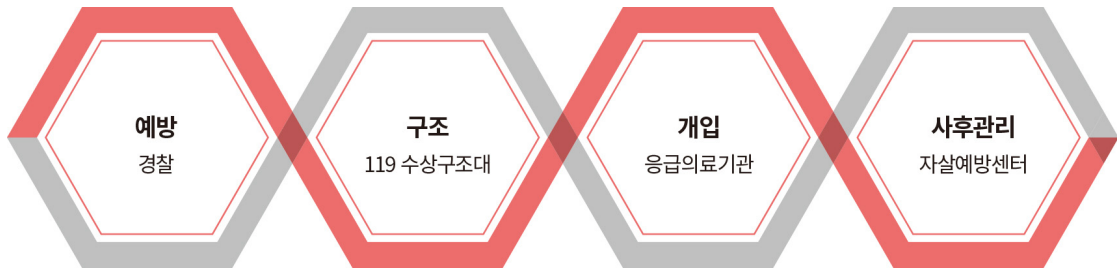 예방
경찰
구조
119 수상구조대
개입
응급의료기관
사후관리
자살예방센터